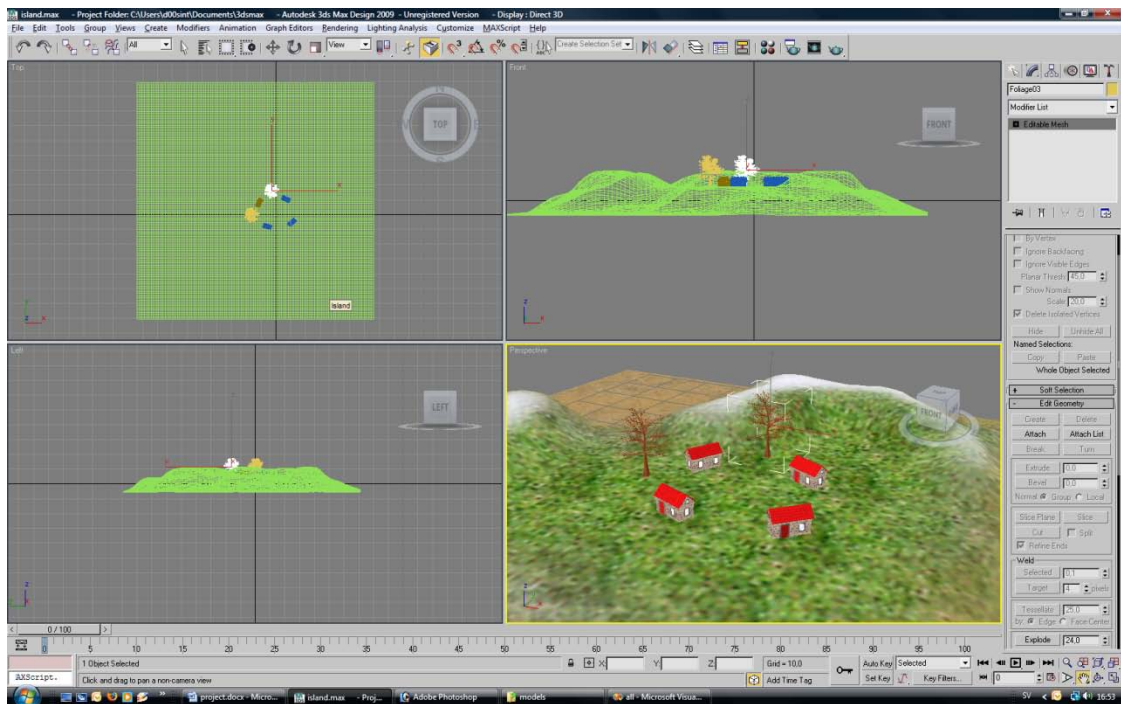 island.max - Project Folder: C:\Users\d00sint\Documents\3dsmax - Autodesk 3ds Max Design 2009 - Unregistered Version - Display : Direct 3D
File Edit Tools Group Views Create Modifiers Animation Graph Editors Rendering Lighting Analysis Customize MAXScript Help
All View Create Selection Set
Top
TOP
island
Front
FRONT
Left
LEFT
Perspective
FRONT
Foliage03
Modifier List
Editable Mesh
By Vertex
Ignore Backfacing
Ignore Visible Edges
Planar Thresh: 45,0
Show Normals
Scale: 20,0
Delete Isolated Vertices
Hide Unhide All
Named Selections:
Copy Paste
Whole Object Selected
+ Soft Selection
- Edit Geometry
Create Delete
Attach Attach List
Break Turn
Extrude 0,0
Bevel 0,0
Normal: Group Local
Slice Plane Slice
Cut Split
Refine Ends
Weld
Selected 0,1
Target 4 pixels
Tessellate 25,0
by: Edge Face-Center
Explode 24,0
< 0 / 100 >
0 5 10 15 20 25 30 35 40 45 50 55 60 65 70 75 80 85 90 95 100
1 Object Selected X: Y: Z: Grid = 10,0 Auto Key Selected
AXScript. Click and drag to pan a non-camera view Add Time Tag Set Key Key Filters... 0
project.docx - Micro... island.max - Proj... Adobe Photoshop models all - Microsoft Visua... SV 16:53